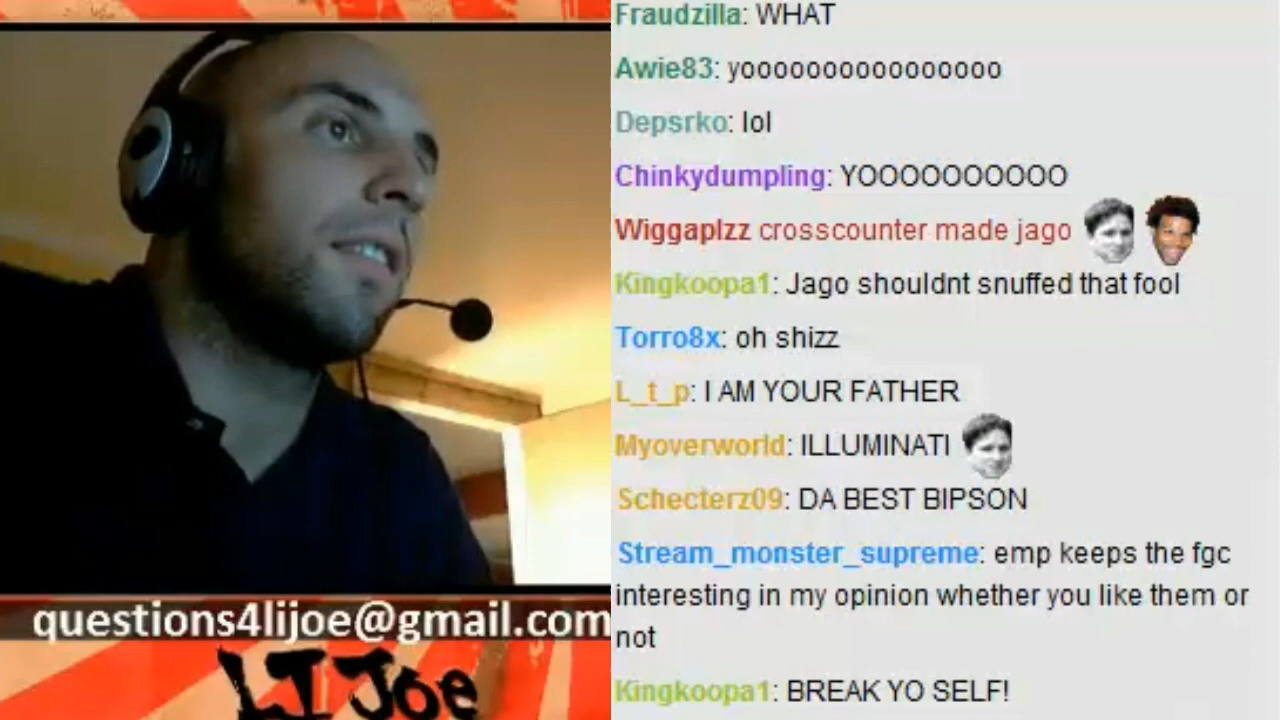 questions4lijoe@gmail.com
LI Joe
Fraudzilla: WHAT
Awie83: yoooooooooooooooo
Depsrko: lol
Chinkydumpling: YOOOOOOOOOO
Wiggaplzz crosscounter made jago
Kingkoopa1: Jago shouldnt snuffed that fool
Torro8x: oh shizz
L_t_p: I AM YOUR FATHER
Myoverworld: ILLUMINATI
Schecterz09: DA BEST BIPSON
Stream_monster_supreme: emp keeps the fgc
interesting in my opinion whether you like them or
not
Kingkoopa1: BREAK YO SELF!